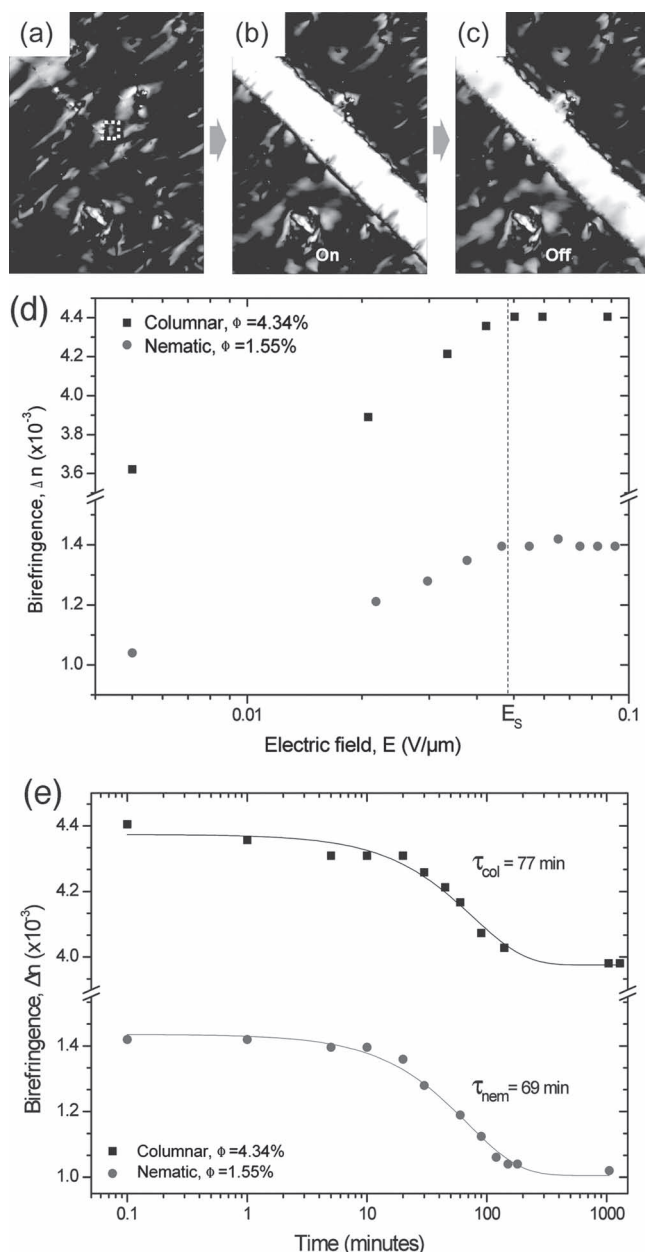 (a)
(b)
(c)
On
Off
(d)
Columnar, Φ =4.34%
Nematic, Φ =1.55%
Birefringence, Δ n (x10⁻³)
4.4
4.2
4.0
3.8
3.6
1.4
1.2
1.0
0.01
E_S
0.1
Electric field, E (V/µm)
(e)
Birefringence, Δn (x10⁻³)
4.4
4.2
4.0
1.4
1.2
1.0
τ_col = 77 min
τ_nem = 69 min
Columnar, Φ =4.34%
Nematic, Φ =1.55%
0.1
1
10
100
1000
Time (minutes)